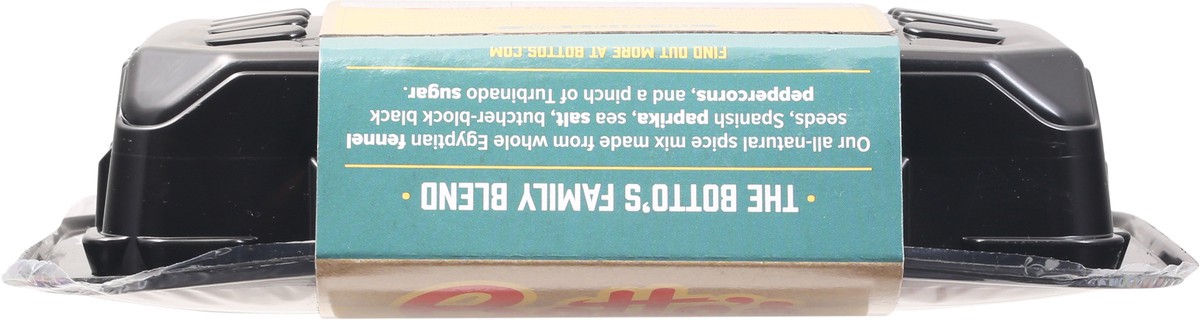 • THE BOTTO'S FAMILY BLEND •
Our all-natural spice mix made from whole Egyptian fennel
seeds, Spanish paprika, sea salt, butcher-block black
peppercorns, and a pinch of Turbinado sugar.
FIND OUT MORE AT BOTTOS.COM